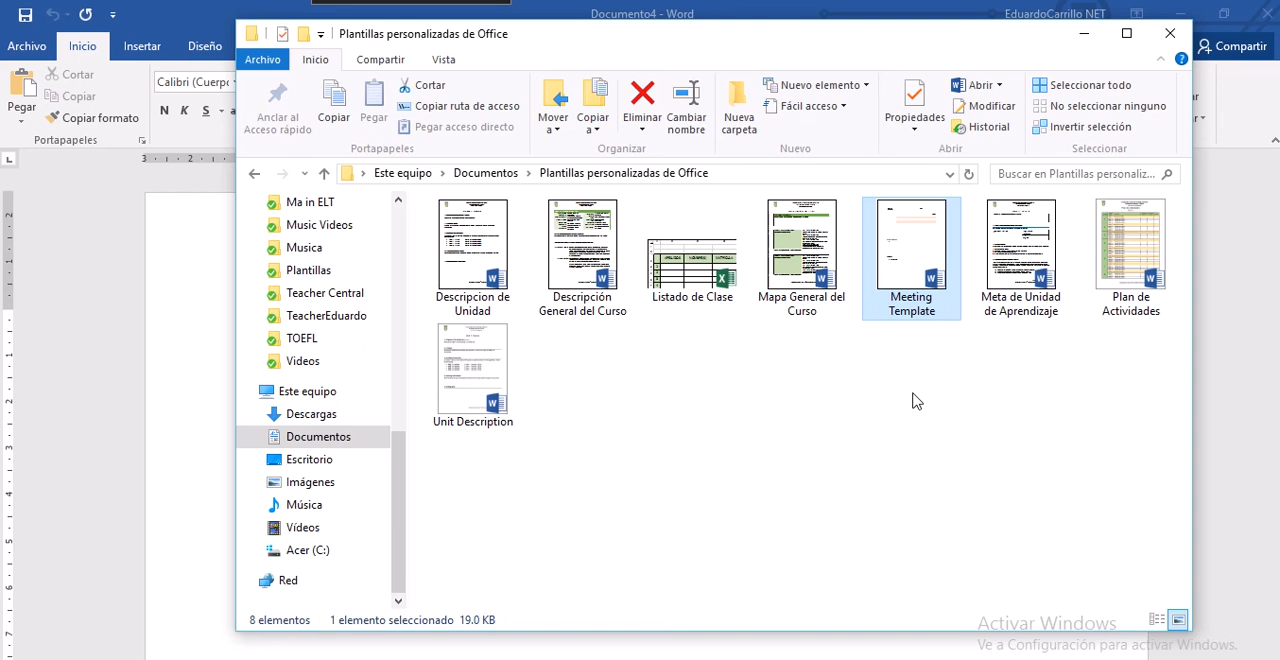 Documento4 - Word
EduardoCarrillo NET
Archivo
Inicio
Insertar
Diseño
Compartir
Pegar
Cortar
Copiar
Copiar formato
Portapapeles
Calibri (Cuerpo
N K S
Plantillas personalizadas de Office
Archivo
Inicio
Compartir
Vista
Anclar al
Acceso rápido
Copiar
Pegar
Cortar
Copiar ruta de acceso
Pegar acceso directo
Portapapeles
Mover
a
Copiar
a
Eliminar
Cambiar
nombre
Organizar
Nueva
carpeta
Nuevo elemento
Fácil acceso
Nuevo
Propiedades
Abrir
Modificar
Historial
Abrir
Seleccionar todo
No seleccionar ninguno
Invertir selección
Seleccionar
Este equipo > Documentos > Plantillas personalizadas de Office
Buscar en Plantillas personaliz...
Ma in ELT
Music Videos
Musica
Plantillas
Teacher Central
TeacherEduardo
TOEFL
Videos
Este equipo
Descargas
Documentos
Escritorio
Imágenes
Música
Vídeos
Acer (C:)
Red
Descripcion de
Unidad
Descripción
General del Curso
Listado de Clase
Mapa General del
Curso
Meeting
Template
Meta de Unidad
de Aprendizaje
Plan de
Actividades
Unit Description
8 elementos
1 elemento seleccionado 19.0 KB
Activar Windows
Ve a Configuración para activar Windows.